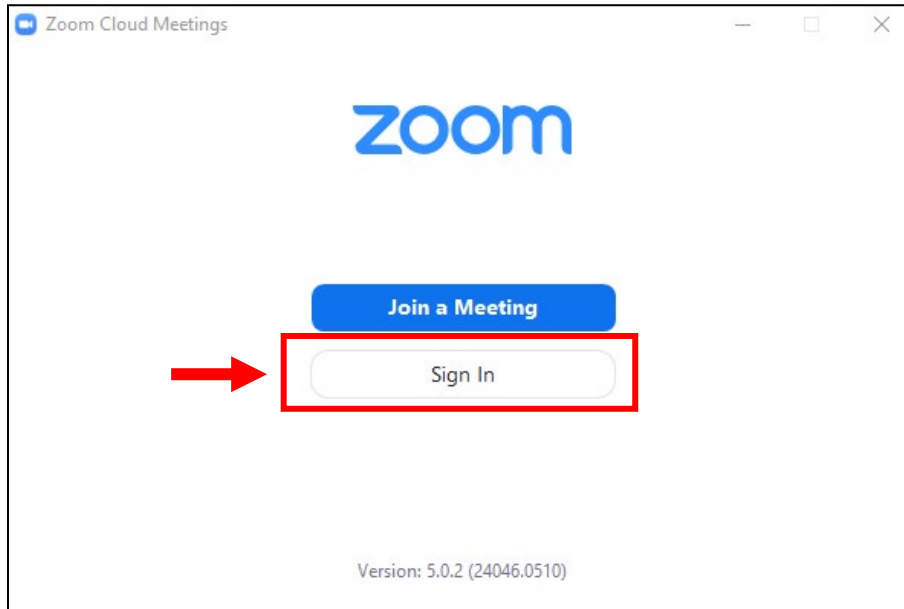 Zoom Cloud Meetings
zoom
Join a Meeting
Sign In
Version: 5.0.2 (24046.0510)